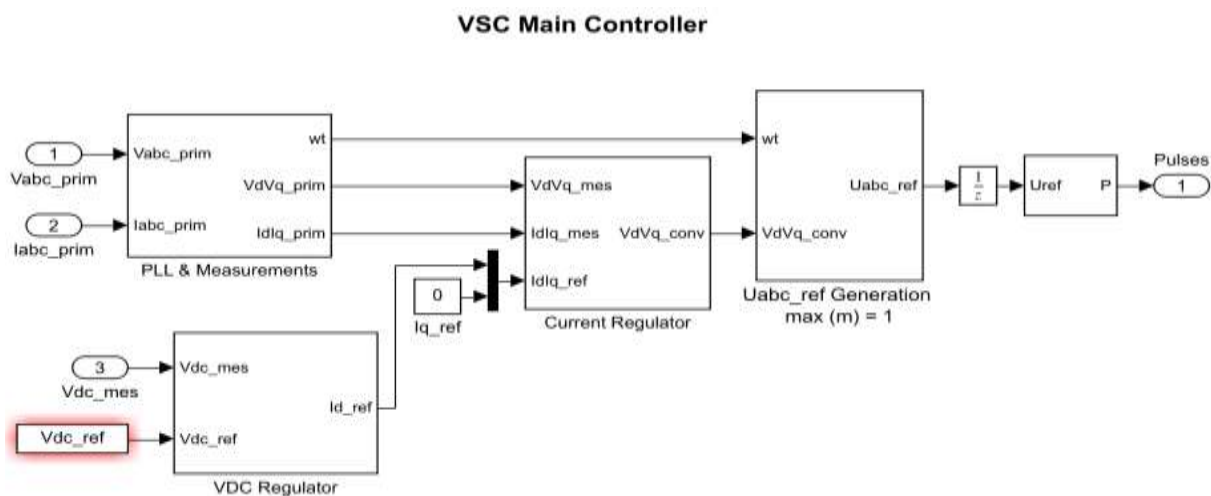 VSC Main Controller
1
Vabc_prim
2
Iabc_prim
Vabc_prim
Iabc_prim
wt
VdVq_prim
IdIq_prim
PLL & Measurements
3
Vdc_mes
Vdc_ref
Vdc_mes
Vdc_ref
Id_ref
VDC Regulator
0
Iq_ref
VdVq_mes
IdIq_mes
IdIq_ref
VdVq_conv
Current Regulator
wt
VdVq_conv
Uabc_ref
Uabc_ref Generation
max (m) = 1
1
z
Uref
P
Pulses
1